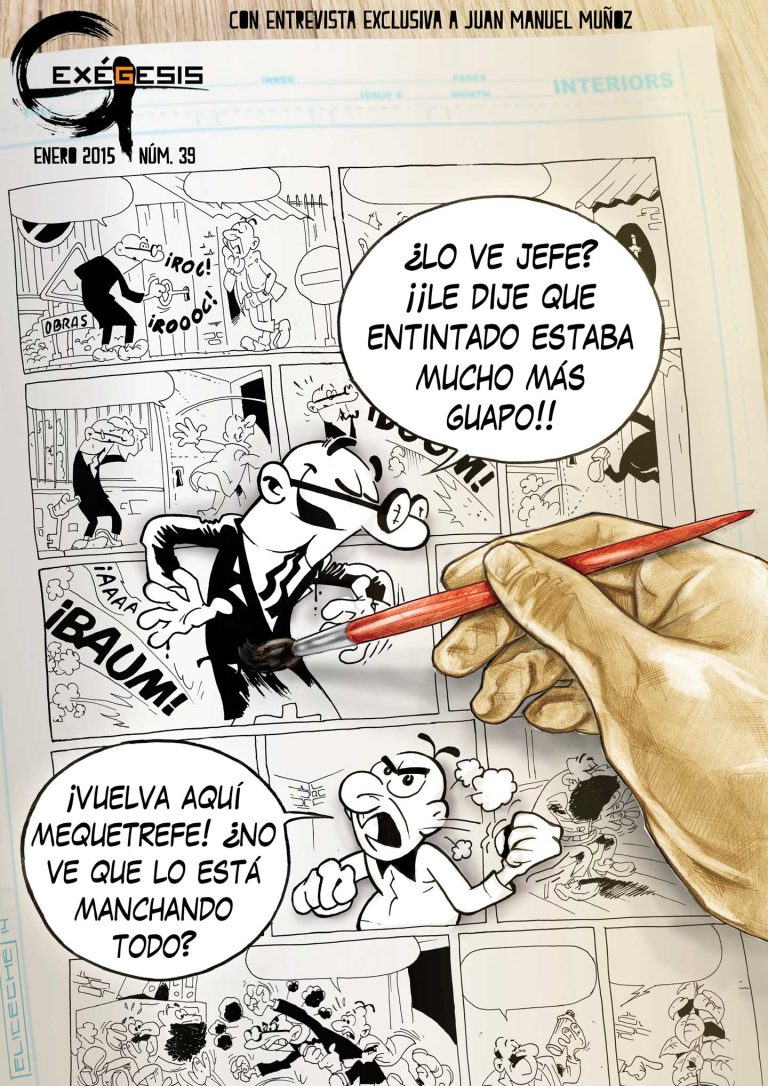 CON ENTREVISTA EXCLUSIVA A JUAN MANUEL MUÑOZ
EXÉGESIS
ENERO 2015 NÚM. 39
INKER
ISSUE #
PAGE#
MONTH
INTERIORS
¿LO VE JEFE?
¡¡LE DIJE QUE
ENTINTADO ESTABA
MUCHO MÁS
GUAPO!!
¡ROC!
¡ROOOC!
OBRAS
¡BOOM!
¡AAAA
¡BAUM!
¡VUELVA AQUÍ
MEQUETREFE! ¿NO
VE QUE LO ESTÁ
MANCHANDO
TODO?
ELICECHE 14